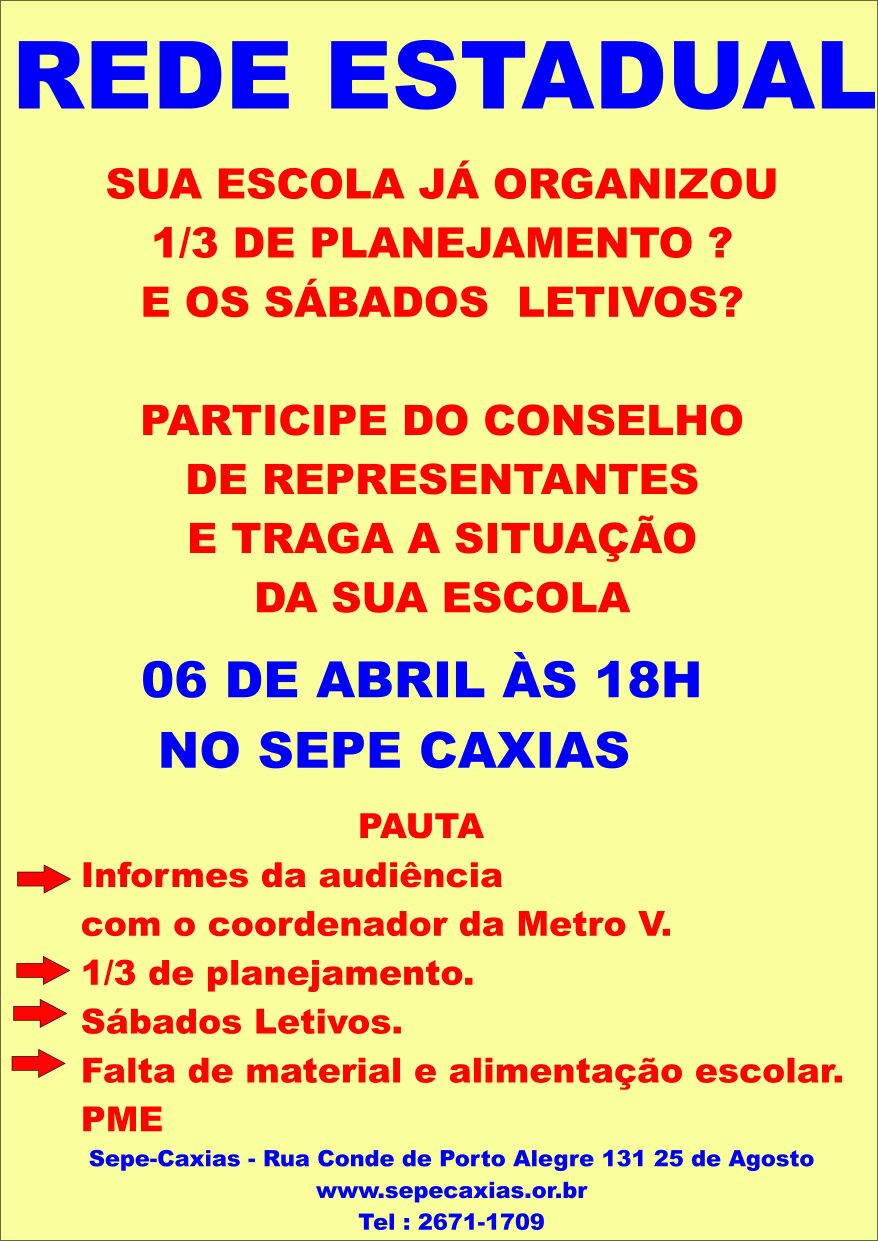 REDE ESTADUAL
SUA ESCOLA JÁ ORGANIZOU
1/3 DE PLANEJAMENTO ?
E OS SÁBADOS LETIVOS?
PARTICIPE DO CONSELHO
DE REPRESENTANTES
E TRAGA A SITUAÇÃO
DA SUA ESCOLA
06 DE ABRIL ÀS 18H
NO SEPE CAXIAS
PAUTA
Informes da audiência
com o coordenador da Metro V.
1/3 de planejamento.
Sábados Letivos.
Falta de material e alimentação escolar.
PME
Sepe-Caxias - Rua Conde de Porto Alegre 131 25 de Agosto
www.sepecaxias.or.br
Tel : 2671-1709